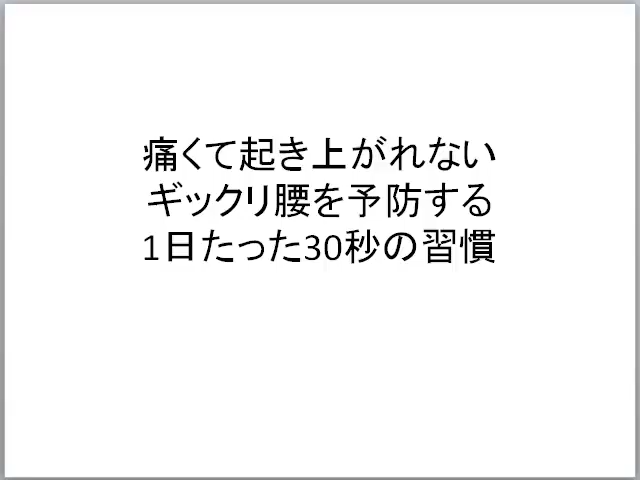 痛くて起き上がれない
ギックリ腰を予防する
1日たった30秒の習慣